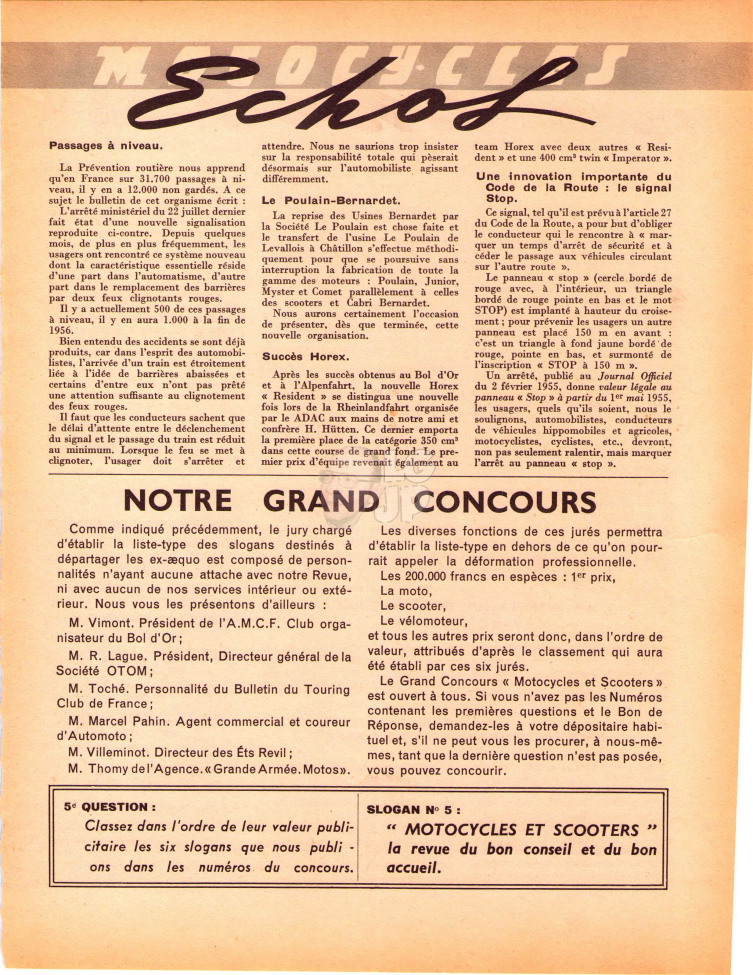 MOTOCYCLES
Echos
Passages à niveau.
La Prévention routière nous apprend
qu'en France sur 31.700 passages à ni-
veau, il y en a 12.000 non gardés. A ce
sujet le bulletin de cet organisme écrit :
L'arrêté ministériel du 22 juillet dernier
fait état d'une nouvelle signalisation
reproduite ci-contre. Depuis quelques
mois, de plus en plus fréquemment, les
usagers ont rencontré ce système nouveau
dont la caractéristique essentielle réside
d'une part dans l'automatisme, d'autre
part dans le remplacement des barrières
par deux feux clignotants rouges.
Il y a actuellement 500 de ces passages
à niveau, il y en aura 1.000 à la fin de
1956.
Bien entendu des accidents se sont déjà
produits, car dans l'esprit des automobi-
listes, l'arrivée d'un train est étroitement
liée à l'idée de barrières abaissées et
certains d'entre eux n'ont pas prêté
une attention suffisante au clignotement
des feux rouges.
Il faut que les conducteurs sachent que
le délai d'attente entre le déclenchement
du signal et le passage du train est réduit
au minimum. Lorsque le feu se met à
clignoter, l'usager doit s'arrêter et
attendre. Nous ne saurions trop insister
sur la responsabilité totale qui pèserait
désormais sur l'automobiliste agissant
différemment.
Le Poulain-Bernardet.
La reprise des Usines Bernardet par
la Société Le Poulain est chose faite et
le transfert de l'usine Le Poulain de
Levallois à Châtillon s'effectue méthodi-
quement pour que se poursuive sans
interruption la fabrication de toute la
gamme des moteurs : Poulain, Junior,
Myster et Comet parallèlement à celles
des scooters et Cabri Bernardet.
Nous aurons certainement l'occasion
de présenter, dès que terminée, cette
nouvelle organisation.
Succès Horex.
Après les succès obtenus au Bol d'Or
et à l'Alpenfahrt, la nouvelle Horex
« Resident » se distingua une nouvelle
fois lors de la Rheinlandfahrt organisée
par le ADAC aux mains de notre ami et
confrère H. Hütten. Ce dernier emporta
la première place de la catégorie 350 cm³
dans cette course de grand fond. Le pre-
mier prix d'équipe revenait également au
team Horex avec deux autres « Resi-
dent » et une 400 cm³ twin « Imperator ».
Une innovation importante du
Code de la Route : le signal
Stop.
Ce signal, tel qu'il est prévu à l'article 27
du Code de la Route, a pour but d'obliger
le conducteur qui le rencontre à « mar-
quer un temps d'arrêt de sécurité et à
céder le passage aux véhicules circulant
sur l'autre route ».
Le panneau « stop » (cercle bordé de
rouge avec, à l'intérieur, un triangle
bordé de rouge pointe en bas et le mot
STOP) est implanté à hauteur du croise-
ment ; pour prévenir les usagers un autre
panneau est placé 150 m en avant :
c'est un triangle à fond jaune bordé de
rouge, pointe en bas, et surmonté de
l'inscription « STOP à 150 m ».
Un arrêté, publié au Journal Officiel
du 2 février 1955, donne valeur légale au
panneau « Stop » à partir du 1er mai 1955,
les usagers, quels qu'ils soient, nous le
soulignons, automobilistes, conducteurs
de véhicules hippomobiles et agricoles,
motocyclistes, cyclistes, etc., devront,
non pas seulement ralentir, mais marquer
l'arrêt au panneau « stop ».
NOTRE GRAND CONCOURS
Comme indiqué précédemment, le jury chargé
d'établir la liste-type des slogans destinés à
départager les ex-æquo est composé de person-
nalités n'ayant aucune attache avec notre Revue,
ni avec aucun de nos services intérieur ou exté-
rieur. Nous vous les présentons d'ailleurs :
M. Vimont. Président de l'A.M.C.F. Club orga-
nisateur du Bol d'Or ;
M. R. Lague. Président, Directeur général de la
Société OTOM ;
M. Toché. Personnalité du Bulletin du Touring
Club de France ;
M. Marcel Pahin. Agent commercial et coureur
d'Automoto ;
M. Villeminot. Directeur des Éts Revil ;
M. Thomy de l'Agence. « Grande Armée. Motos ».
Les diverses fonctions de ces jurés permettra
d'établir la liste-type en dehors de ce qu'on pour-
rait appeler la déformation professionnelle.
Les 200.000 francs en espèces : 1er prix,
La moto,
Le scooter,
Le vélomoteur,
et tous les autres prix seront donc, dans l'ordre de
valeur, attribués d'après le classement qui aura
été établi par ces six jurés.
Le Grand Concours « Motocycles et Scooters »
est ouvert à tous. Si vous n'avez pas les Numéros
contenant les premières questions et le Bon de
Réponse, demandez-les à votre dépositaire habi-
tuel et, s'il ne peut vous les procurer, à nous-mê-
mes, tant que la dernière question n'est pas posée,
vous pouvez concourir.
5e QUESTION :
Classez dans l'ordre de leur valeur publi-
citaire les six slogans que nous publi -
ons dans les numéros du concours.
SLOGAN No 5 :
" MOTOCYCLES ET SCOOTERS "
la revue du bon conseil et du bon
accueil.